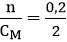 n/C_M = 0,2/2